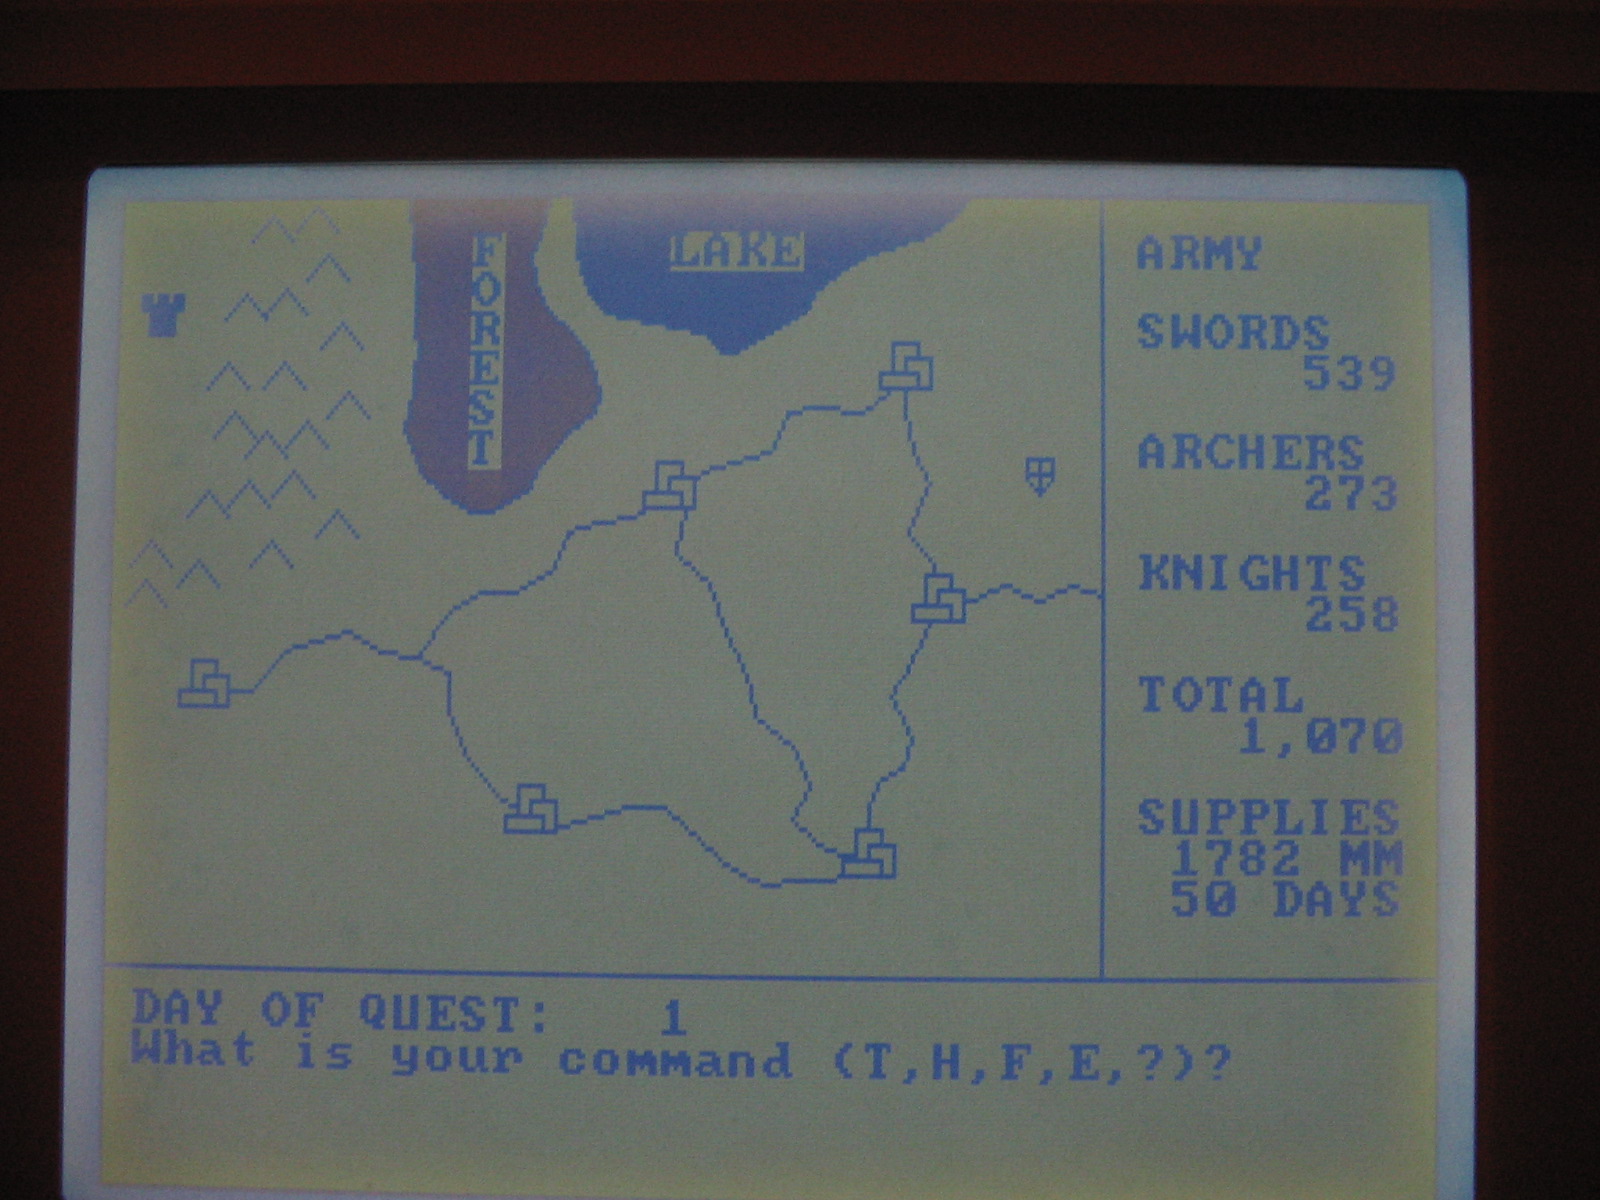 FOREST
LAKE
ARMY
SWORDS
539
ARCHERS
273
KNIGHTS
258
TOTAL
1,070
SUPPLIES
1782 MM
50 DAYS
DAY OF QUEST: 1
What is your command (T,H,F,E,?)?